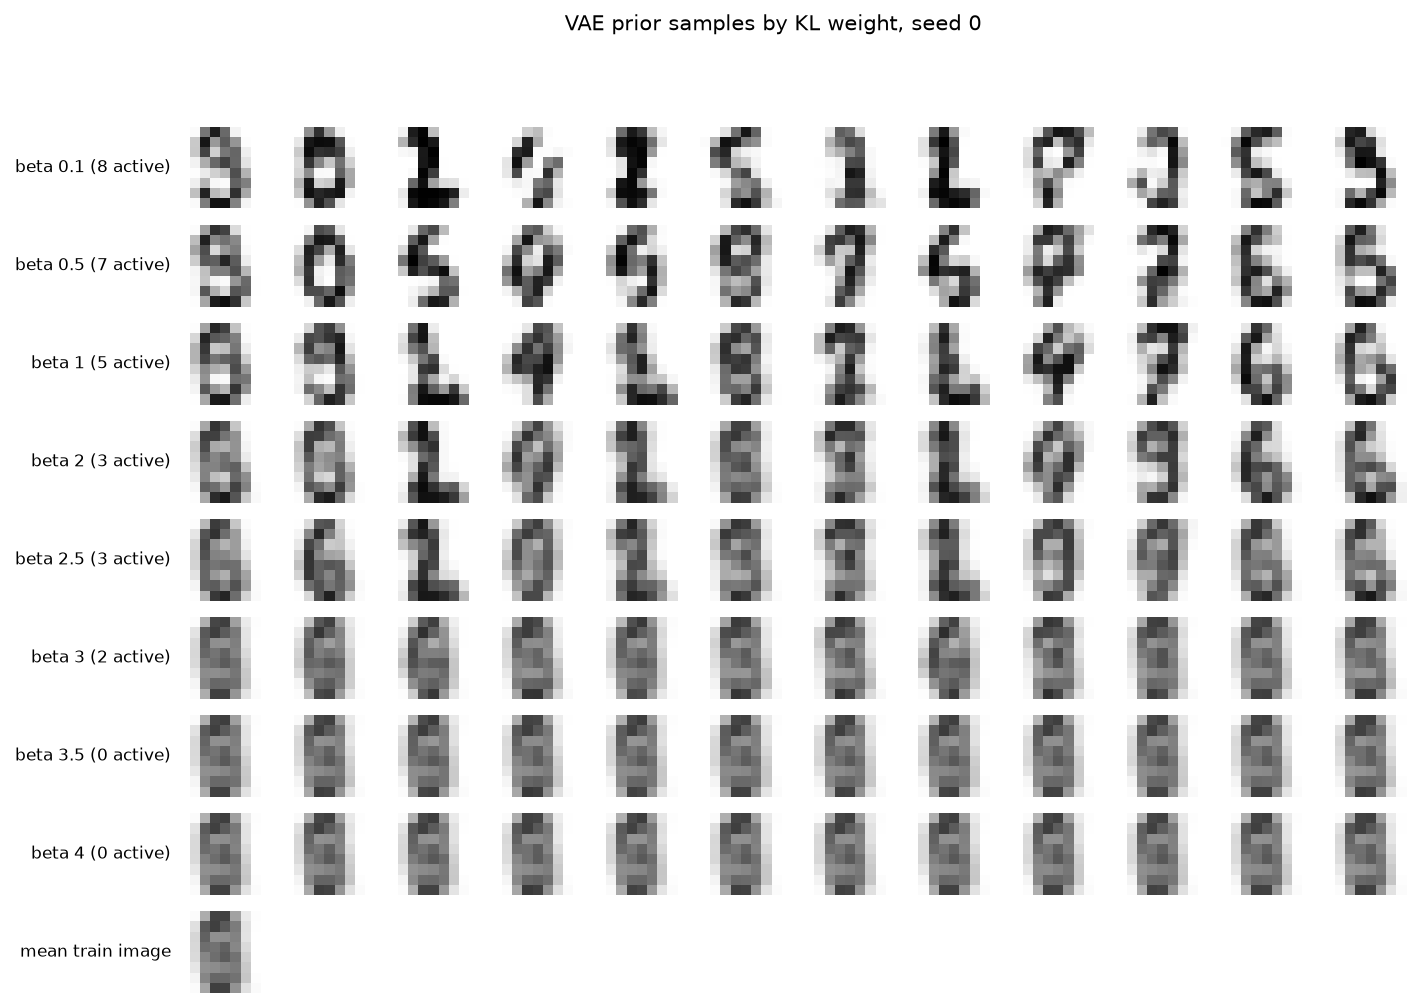 VAE prior samples by KL weight, seed 0
beta 0.1 (8 active)
beta 0.5 (7 active)
beta 1 (5 active)
beta 2 (3 active)
beta 2.5 (3 active)
beta 3 (2 active)
beta 3.5 (0 active)
beta 4 (0 active)
mean train image